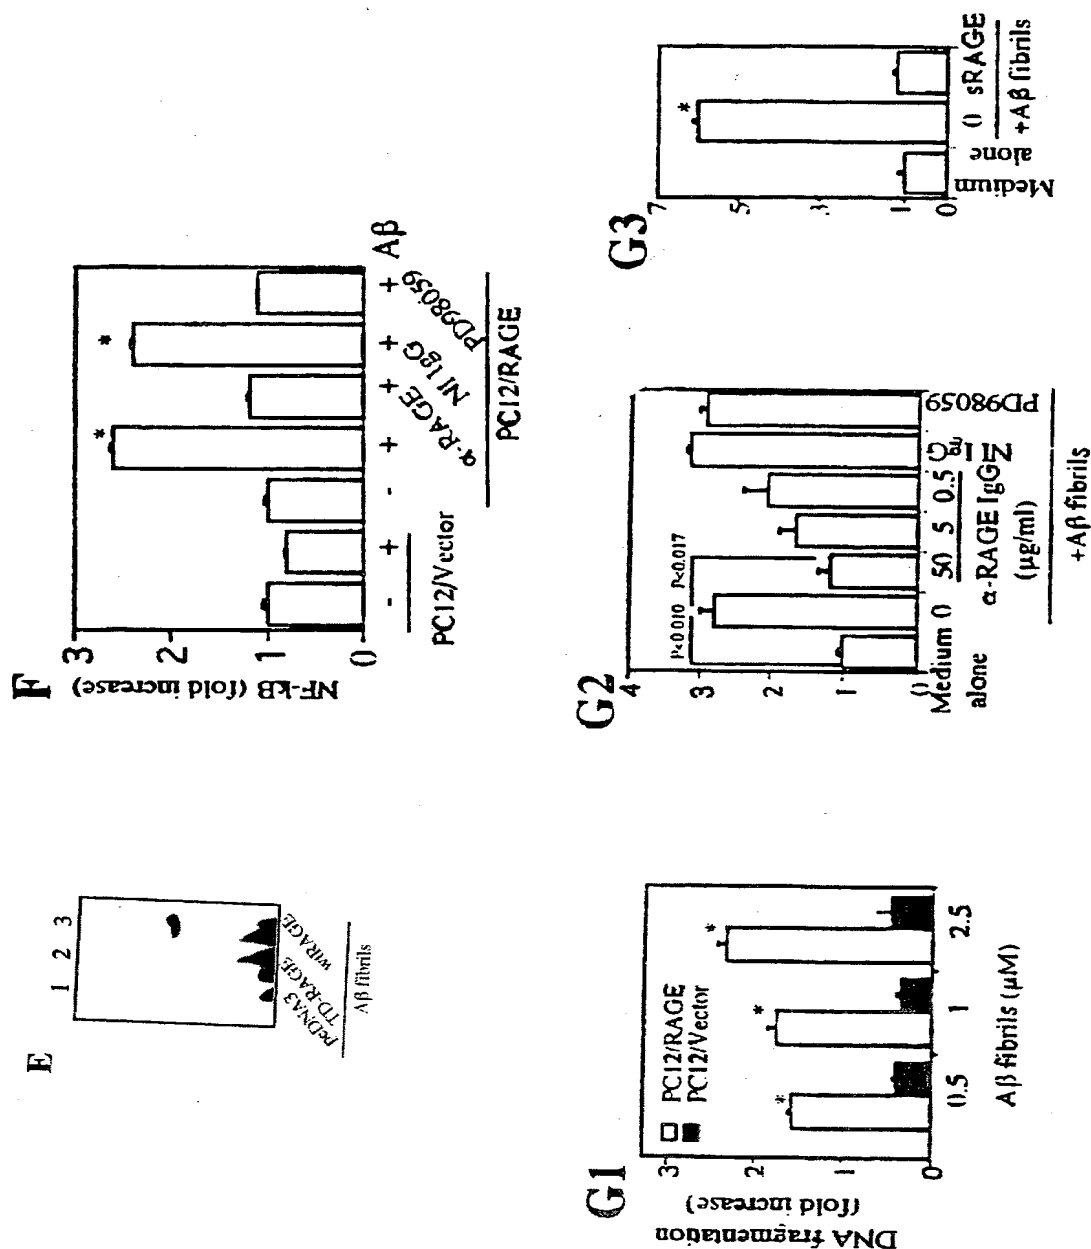 E
1 2 3
pcDNA3
TD-RAGE
wtRAGE
Aβ fibrils
F
NF-kB (fold increase)
3
2
1
0
- + - + + + + Aβ
α-RAGE
NI IgG
PD98059
PC12/Vector
PC12/RAGE
G1
DNA fragmentation
(fold increase)
3
2
1
0
PC12/RAGE
PC12/Vector
* * *
0.5 1 2.5
Aβ fibrils (µM)
G2
4
3
2
1
0
P<0.010 P<0.017
Medium
alone
0 50 5 0.5
α-RAGE IgG
(µg/ml)
NI IgG
PD98059
+Aβ fibrils
G3
7
5
3
1
0
*
Medium
alone
0 sRAGE
+Aβ fibrils